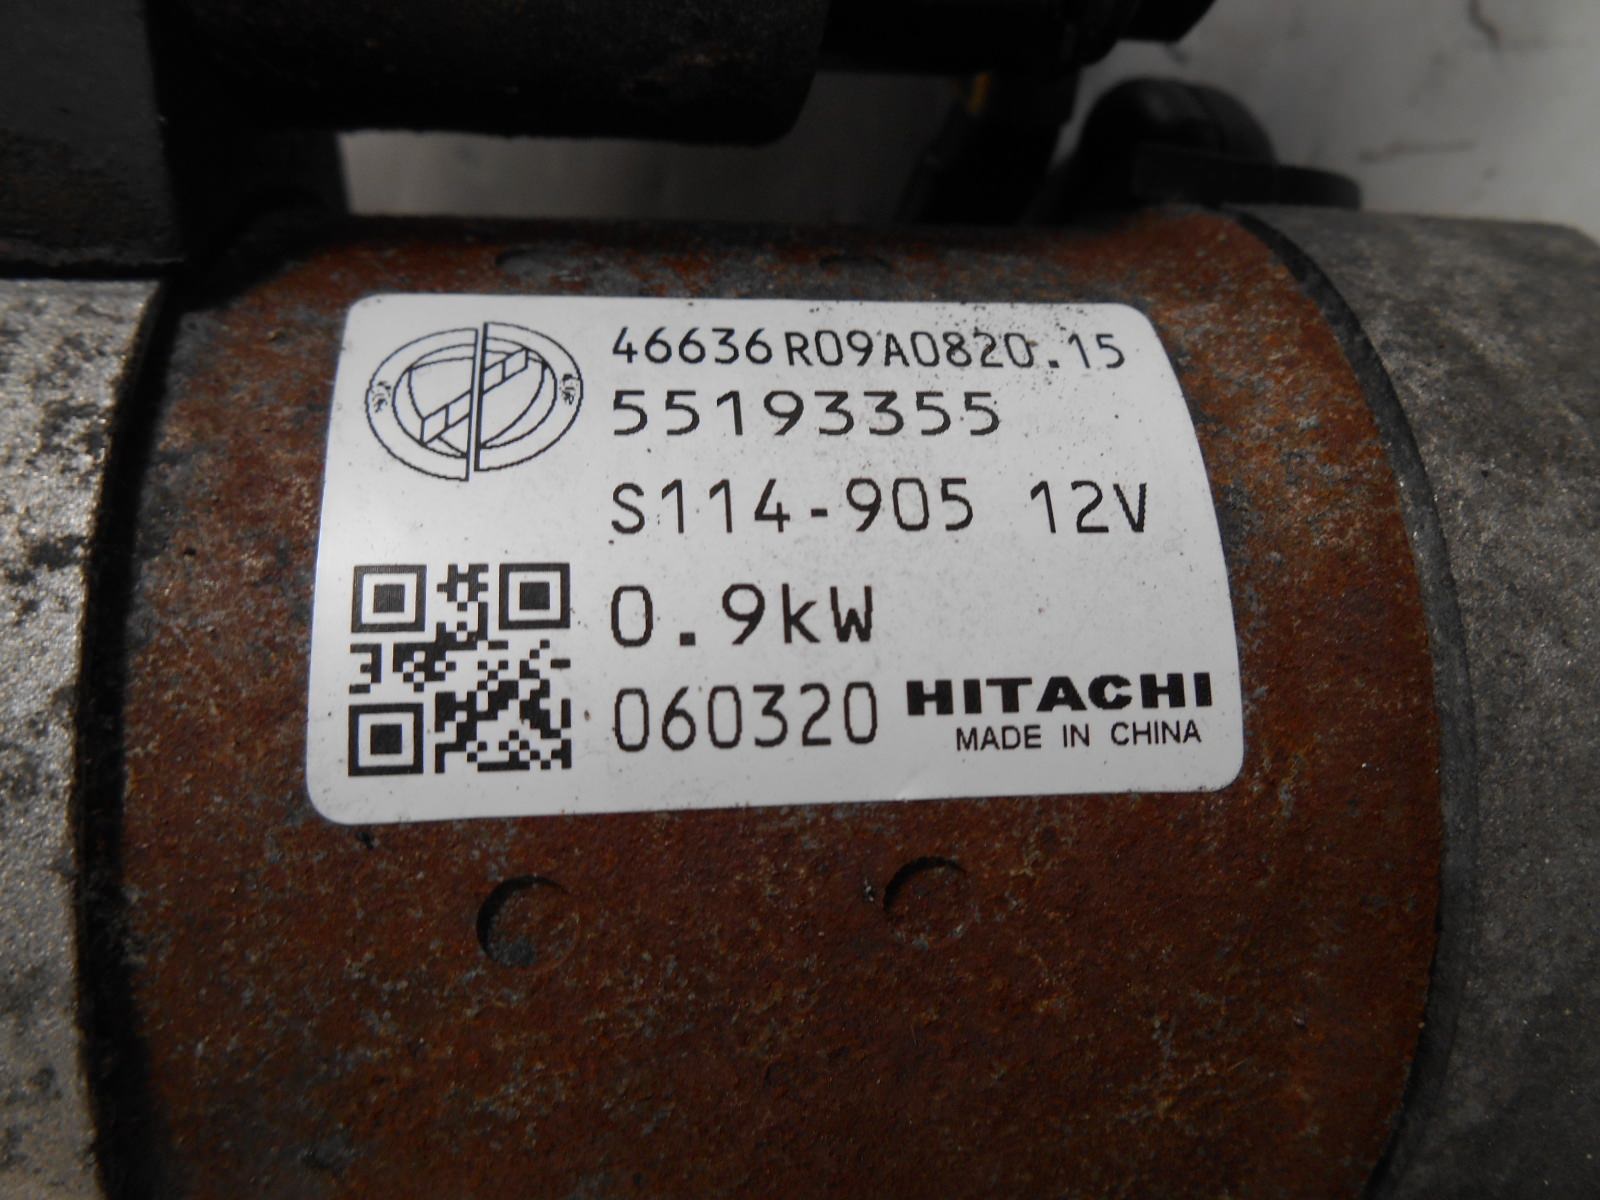 46636R09A0820.15
55193355
S114-905 12V
0.9kW
060320 HITACHI
MADE IN CHINA